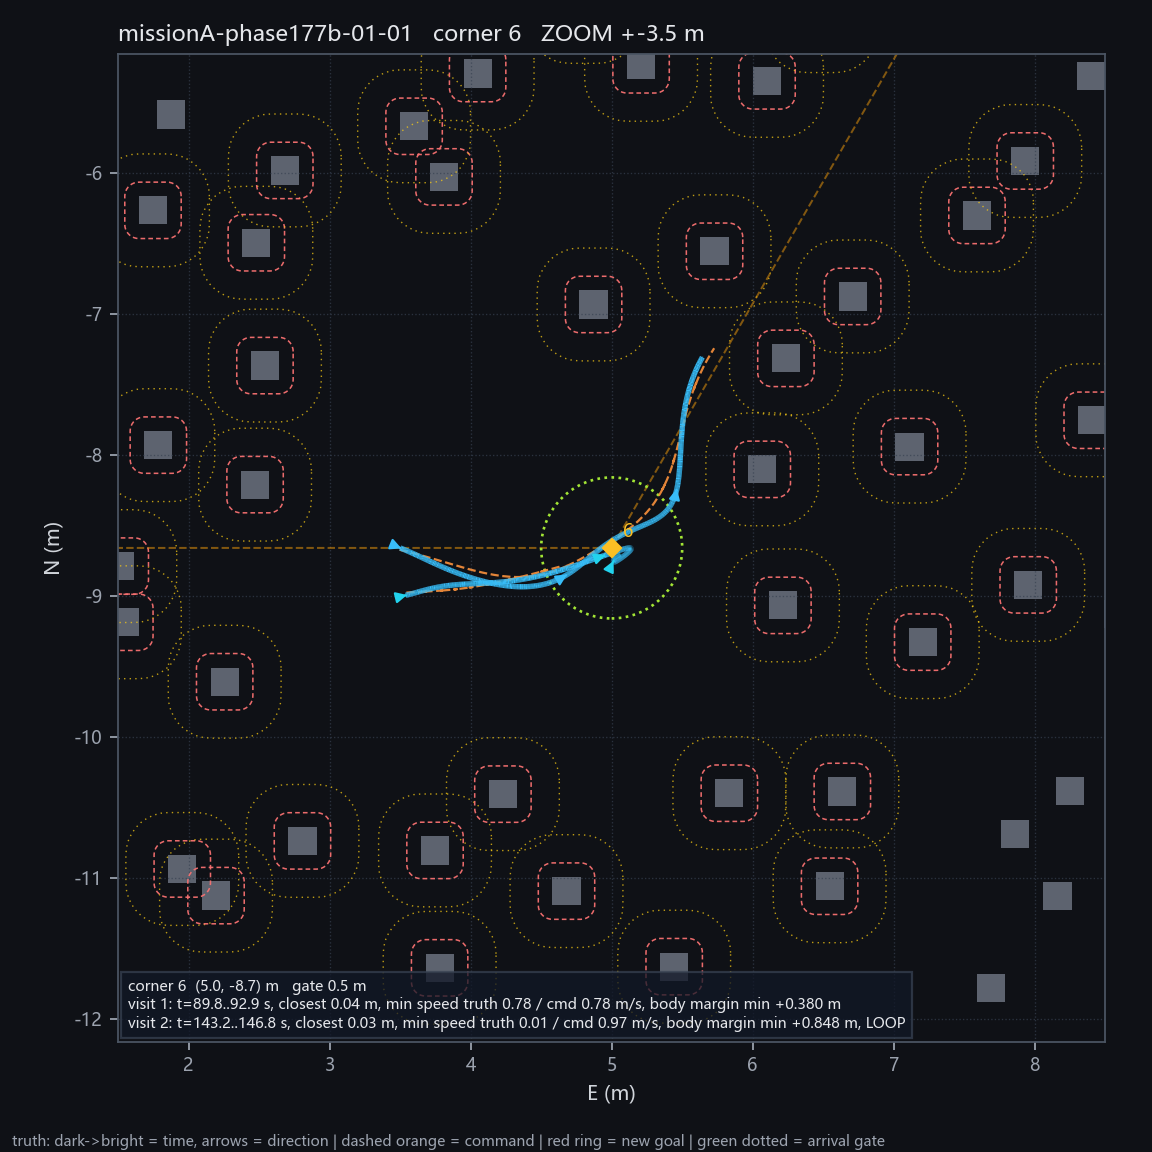 missionA-phase177b-01-01   corner 6   ZOOM +-3.5 m
-6
-7
-8
-9
-10
-11
-12
N (m)
6
corner 6  (5.0, -8.7) m   gate 0.5 m
visit 1: t=89.8..92.9 s, closest 0.04 m, min speed truth 0.78 / cmd 0.78 m/s, body margin min +0.380 m
visit 2: t=143.2..146.8 s, closest 0.03 m, min speed truth 0.01 / cmd 0.97 m/s, body margin min +0.848 m, LOOP
2 3 4 5 6 7 8
E (m)
truth: dark->bright = time, arrows = direction | dashed orange = command | red ring = new goal | green dotted = arrival gate